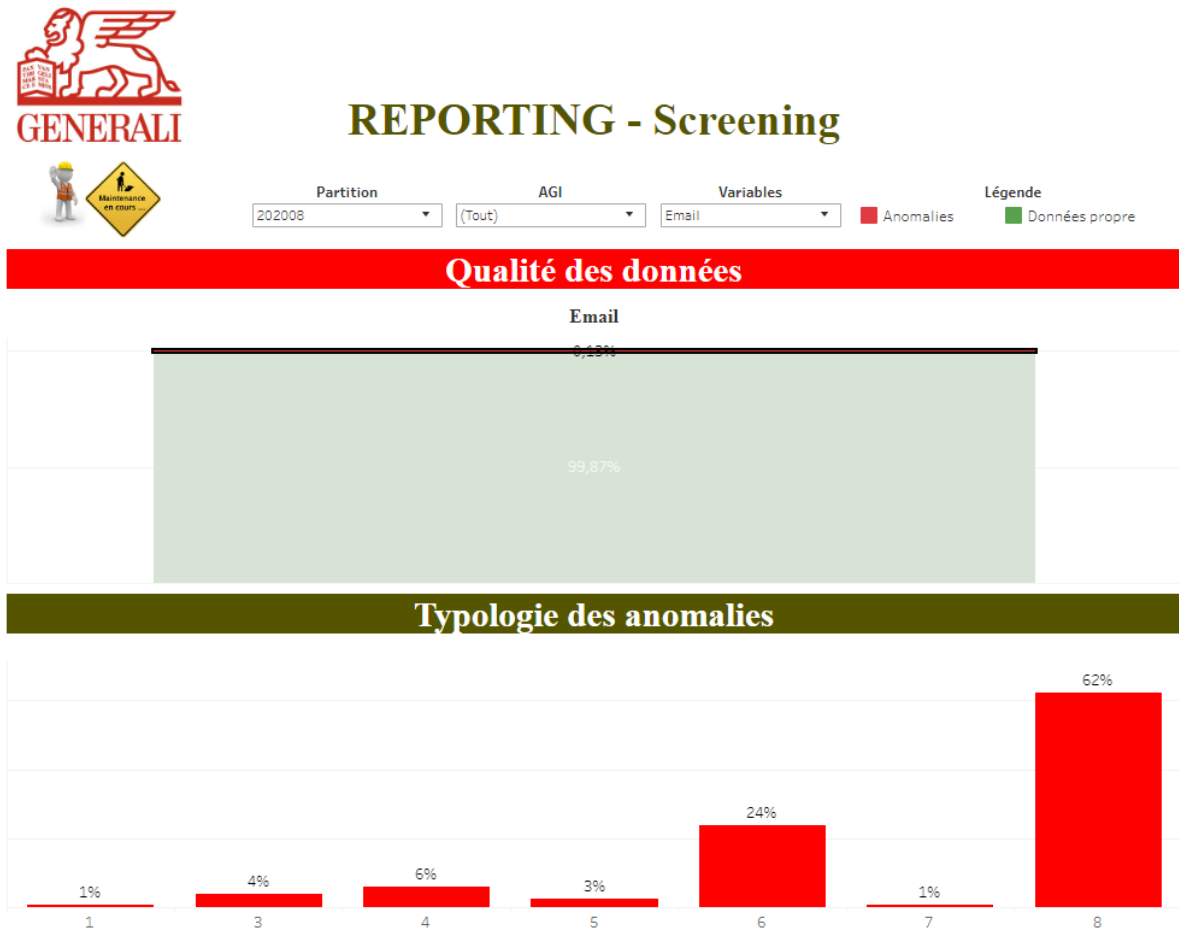 GENERALI
REPORTING - Screening
Maintenance
en cours ...
Partition
AGI
Variables
Légende
202008
(Tout)
Email
Anomalies
Données propre
Qualité des données
Email
0,13%
99,87%
Typologie des anomalies
1%
4%
6%
3%
24%
1%
62%
1
3
4
5
6
7
8